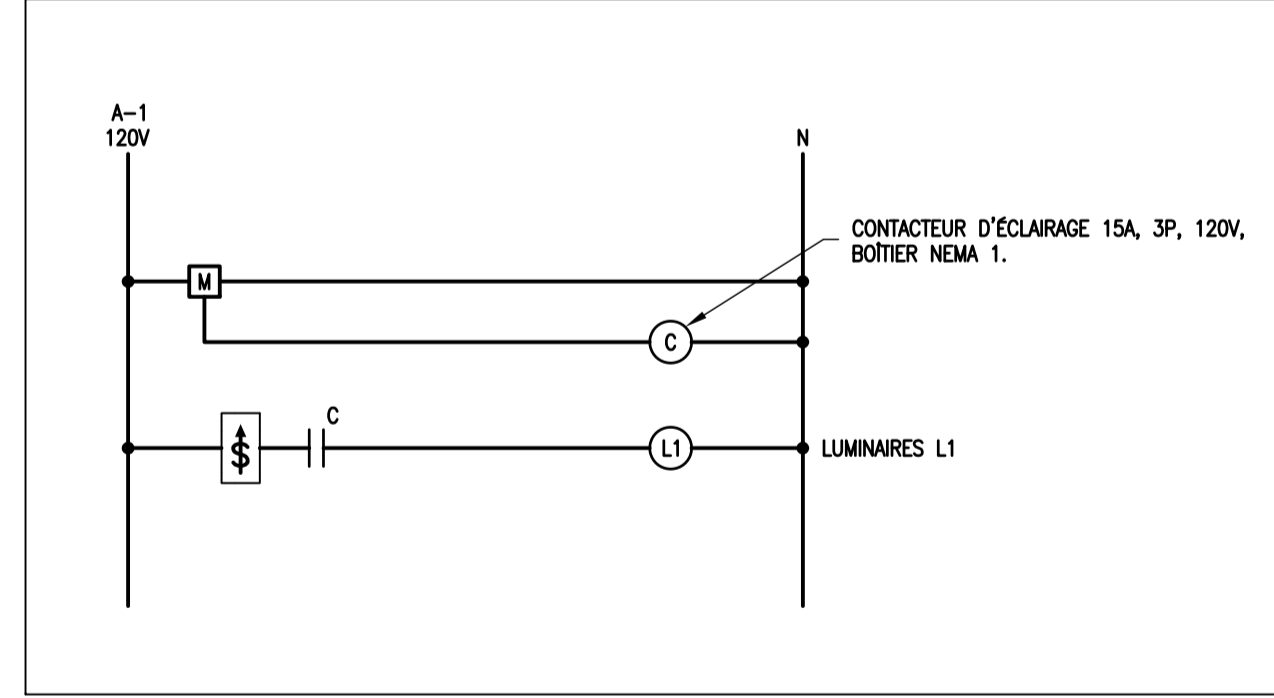 A-1
120V
N
CONTACTEUR D'ÉCLAIRAGE 15A, 3P, 120V,
BOÎTIER NEMA 1.
M
C
C
$
L1
LUMINAIRES L1